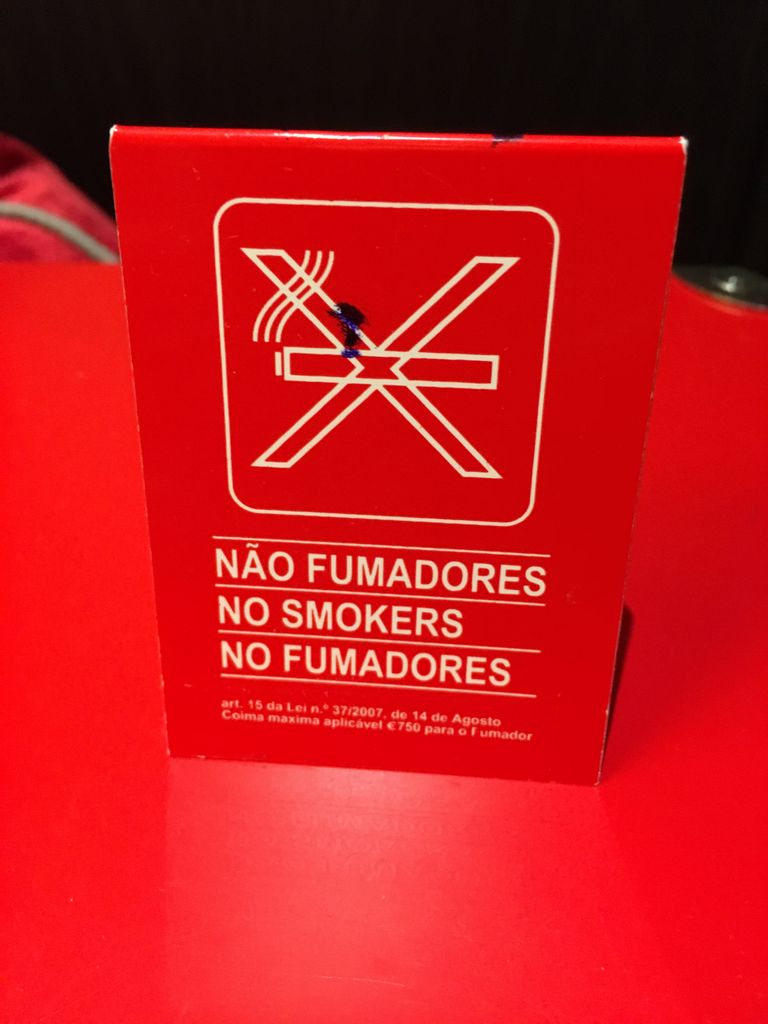 NÃO FUMADORES
NO SMOKERS
NO FUMADORES
art. 15 da Lei n.º 37/2007, de 14 de Agosto
Coima maxima aplicável €750 para o Fumador